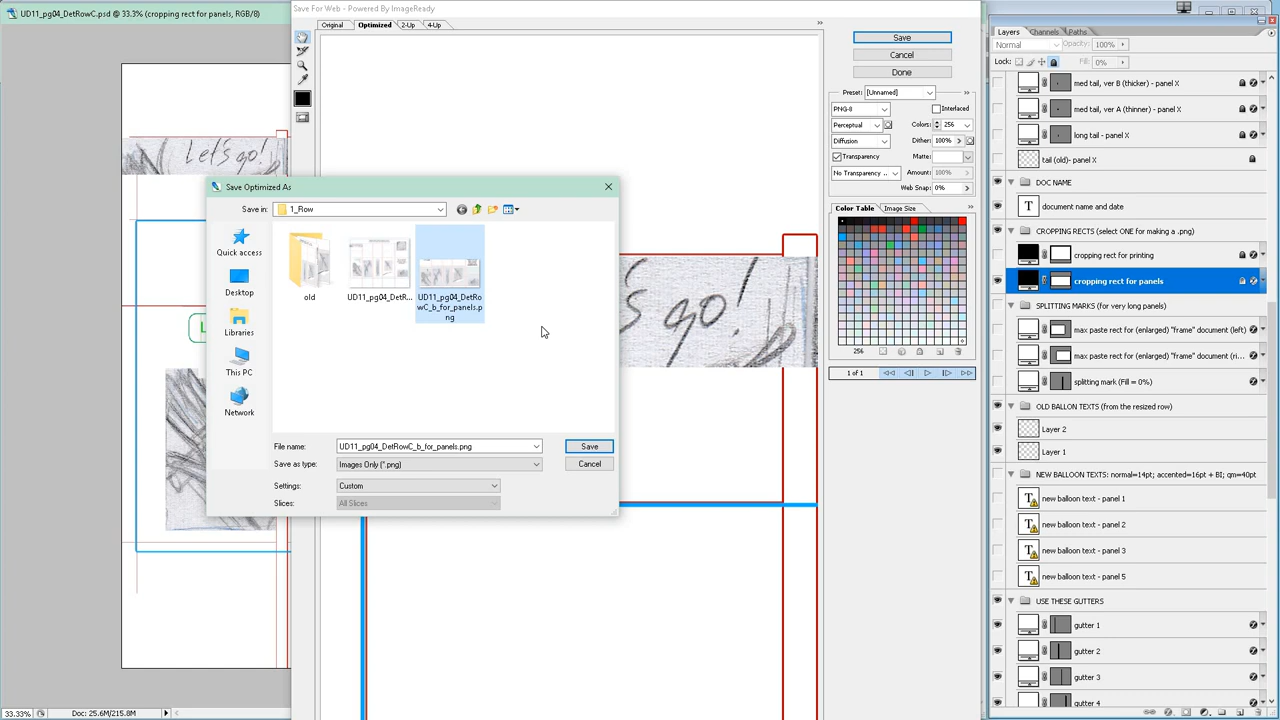 UD11_pg04_DetRowC.psd @ 33.3% (cropping rect for panels, RGB/8)
Save For Web - Powered By ImageReady
Original
Optimized
2-Up
4-Up
Let's go!
Save Optimized As
Save in:
1_Row
Quick access
Desktop
Libraries
This PC
Network
old
UD11_pg04_DetR...
UD11_pg04_DetRo
wC_b_for_panels.p
ng
File name:
UD11_pg04_DetRowC_b_for_panels.png
Save
Save as type:
Images Only (*.png)
Cancel
Settings:
Custom
Slices:
All Slices
go!
Save
Cancel
Done
Preset:
[Unnamed]
PNG-8
Interlaced
Perceptual
Colors:
256
Diffusion
Dither:
100%
Transparency
Matte:
No Transparency ...
Amount:
100%
Web Snap:
0%
Color Table
Image Size
256
1 of 1
Layers
Channels
Paths
Normal
Opacity:
100%
Lock:
Fill:
0%
med tail, ver B (thicker) - panel X
med tail, ver A (thinner) - panel X
long tail - panel X
tail (old)- panel X
DOC NAME
document name and date
CROPPING RECTS (select ONE for making a .png)
cropping rect for printing
cropping rect for panels
SPLITTING MARKS (for very long panels)
max paste rect for (enlarged) "frame" document (left)
max paste rect for (enlarged) "frame" document (ri...
splitting mark (Fill = 0%)
OLD BALLON TEXTS (from the resized row)
Layer 2
Layer 1
NEW BALLOON TEXTS: normal=14pt; accented=16pt + BI; qm=40pt
new balloon text - panel 1
new balloon text - panel 2
new balloon text - panel 3
new balloon text - panel 5
USE THESE GUTTERS
gutter 1
gutter 2
gutter 3
gutter 4
33.33%
Doc: 25.6M/215.8M